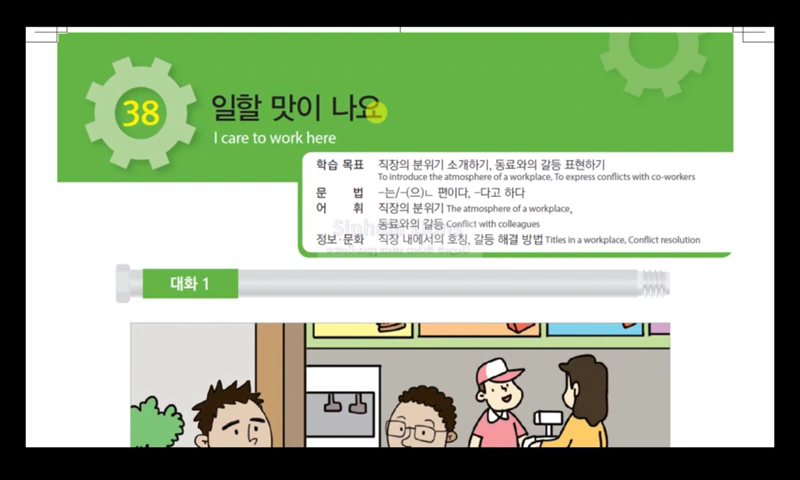 38
일할 맛이 나요
I care to work here
학습 목표 직장의 분위기 소개하기, 동료와의 갈등 표현하기
To introduce the atmosphere of a workplace, To express conflicts with co-workers
문 법 -는/-(으)ㄴ 편이다, -다고 하다
어 휘 직장의 분위기 The atmosphere of a workplace,
동료와의 갈등 Conflict with colleagues
정보·문화 직장 내에서의 호칭, 갈등 해결 방법 Titles in a workplace, Conflict resolution
대화 1